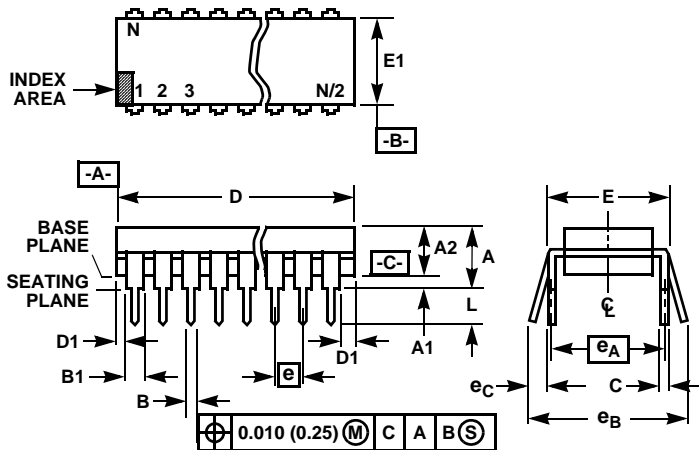 N
E1
INDEX
AREA
1 2 3 N/2
-B-
-A-
D
E
BASE
PLANE
A2
A
-C-
SEATING
PLANE
L
C
L
D1
A1
D1
B1
e
eA
eC
C
B
eB
0.010 (0.25) M C A B S